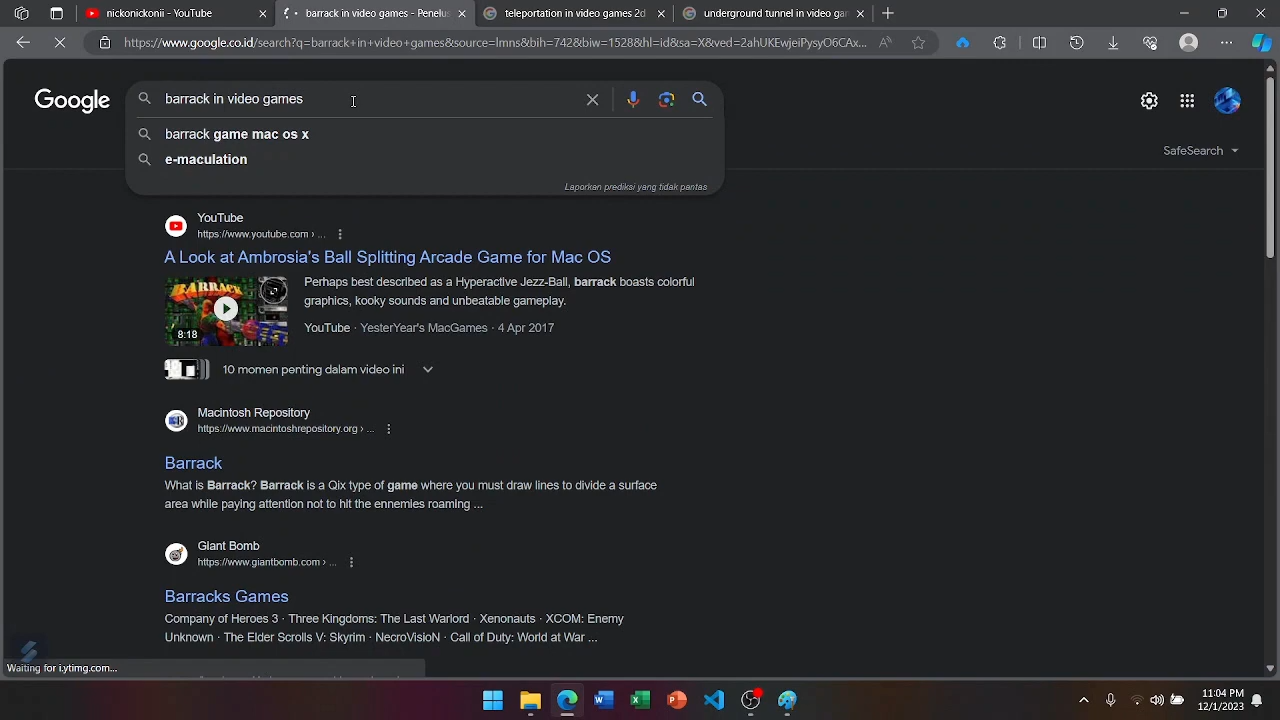 nickonickonii - YouTube
barrack in video games - Penelus
teleportation in video games 2d
underground tunnel in video gam
https://www.google.co.id/search?q=barrack+in+video+games&source=lmns&bih=742&biw=1528&hl=id&sa=X&ved=2ahUKEwjeiPysyO6CAx...
Google
barrack in video games
barrack game mac os x
e-maculation
SafeSearch
Laporkan prediksi yang tidak pantas
YouTube
https://www.youtube.com › ...
A Look at Ambrosia's Ball Splitting Arcade Game for Mac OS
BARRACK
8:18
Perhaps best described as a Hyperactive Jezz-Ball, barrack boasts colorful
graphics, kooky sounds and unbeatable gameplay.
YouTube · YesterYear's MacGames · 4 Apr 2017
10 momen penting dalam video ini
Macintosh Repository
https://www.macintoshrepository.org › ...
Barrack
What is Barrack? Barrack is a Qix type of game where you must draw lines to divide a surface
area while paying attention not to hit the ennemies roaming ...
Giant Bomb
https://www.giantbomb.com › ...
Barracks Games
Company of Heroes 3 · Three Kingdoms: The Last Warlord · Xenonauts · XCOM: Enemy
Unknown · The Elder Scrolls V: Skyrim · NecroVisioN · Call of Duty: World at War ...
Waiting for i.ytimg.com...
11:04 PM
12/1/2023